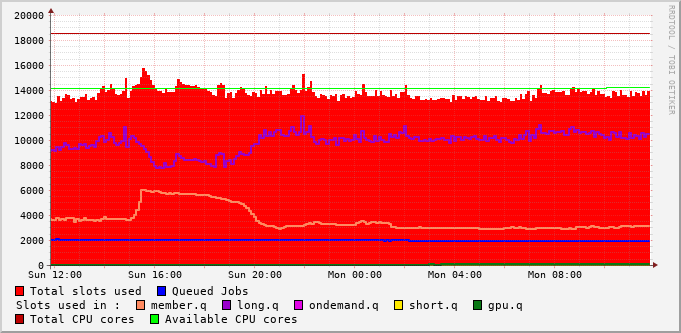 RRDTOOL / TOBI OETIKER
20000
18000
16000
14000
12000
10000
8000
6000
4000
2000
0
Sun 12:00 Sun 16:00 Sun 20:00 Mon 00:00 Mon 04:00 Mon 08:00
Total slots used Queued Jobs
Slots used in : member.q long.q ondemand.q short.q gpu.q
Total CPU cores Available CPU cores